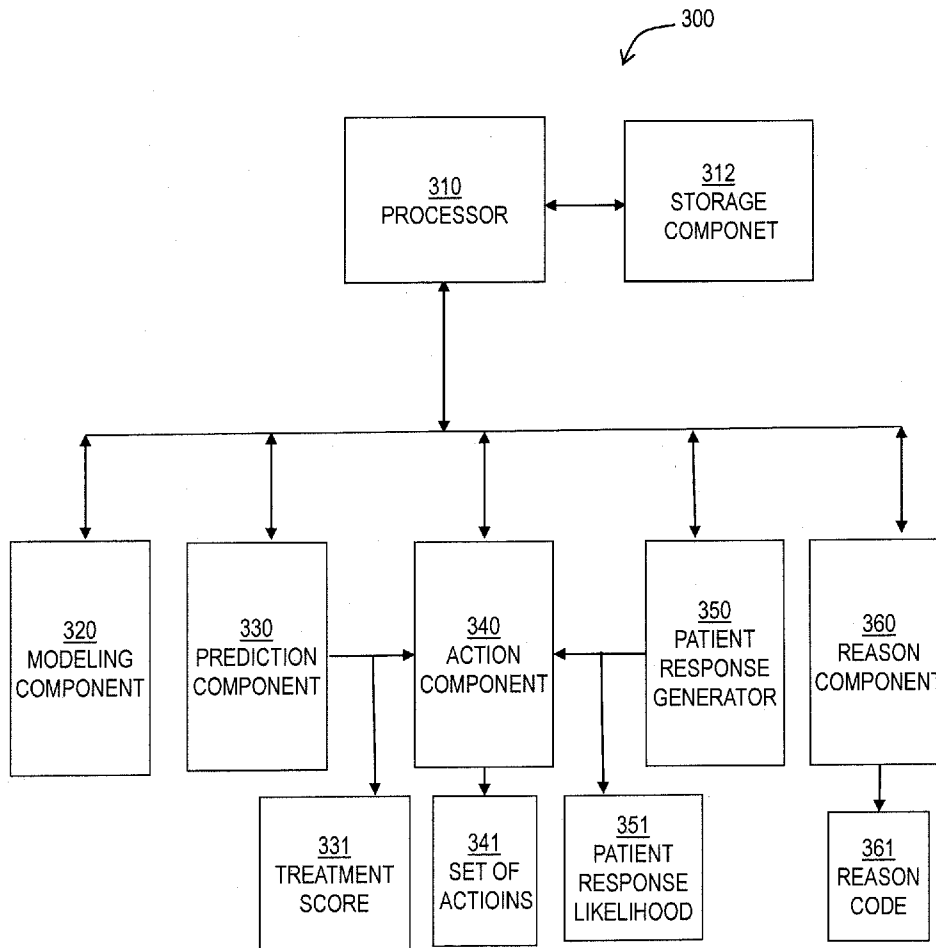 300
310
PROCESSOR
312
STORAGE
COMPONET
320
MODELING
COMPONENT
330
PREDICTION
COMPONENT
340
ACTION
COMPONENT
350
PATIENT
RESPONSE
GENERATOR
360
REASON
COMPONENT
331
TREATMENT
SCORE
341
SET OF
ACTIOINS
351
PATIENT
RESPONSE
LIKELIHOOD
361
REASON
CODE